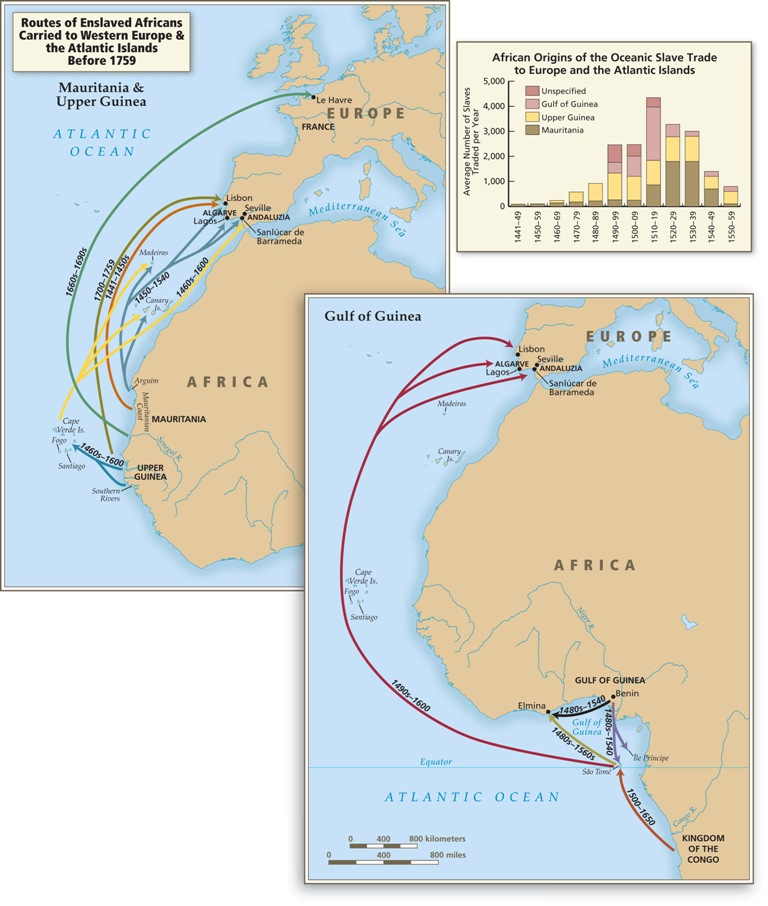 Routes of Enslaved Africans
Carried to Western Europe &
the Atlantic Islands
Before 1759
Mauritania &
Upper Guinea
ATLANTIC
OCEAN
Le Havre
EUROPE
FRANCE
Lisbon
Seville
ALGARVE
ANDALUZIA
Lagos
Sanlúcar de
Barrameda
Mediterranean Sea
Madeiras
Canary
Is.
1660s–1690s
1700–1759
1441–1450s
1450–1540
1460s–1600
AFRICA
Arguim
Mauritanian
Coast
MAURITANIA
Cape
Verde Is.
Fogo
Santiago
1460s–1600
Senegal R.
UPPER
GUINEA
Southern
Rivers
African Origins of the Oceanic Slave Trade
to Europe and the Atlantic Islands
Average Number of Slaves
Traded per Year
5,000
4,000
3,000
2,000
1,000
0
Unspecified
Gulf of Guinea
Upper Guinea
Mauritania
1441–49
1450–59
1460–69
1470–79
1480–89
1490–99
1500–09
1510–19
1520–29
1530–39
1540–49
1550–59
Gulf of Guinea
EUROPE
Lisbon
Seville
ALGARVE
ANDALUZIA
Lagos
Sanlúcar de
Barrameda
Mediterranean Sea
Madeiras
Canary
Is.
AFRICA
Cape
Verde Is.
Fogo
Santiago
Niger R.
GULF OF GUINEA
Benin
Elmina
1480s–1540
Gulf of
Guinea
1480s–1540
1480s–1560s
1490s–1600
Île Príncipe
São Tomé
Equator
ATLANTIC OCEAN
1500–1650
Congo R.
KINGDOM
OF THE
CONGO
0 400 800 kilometers
0 400 800 miles